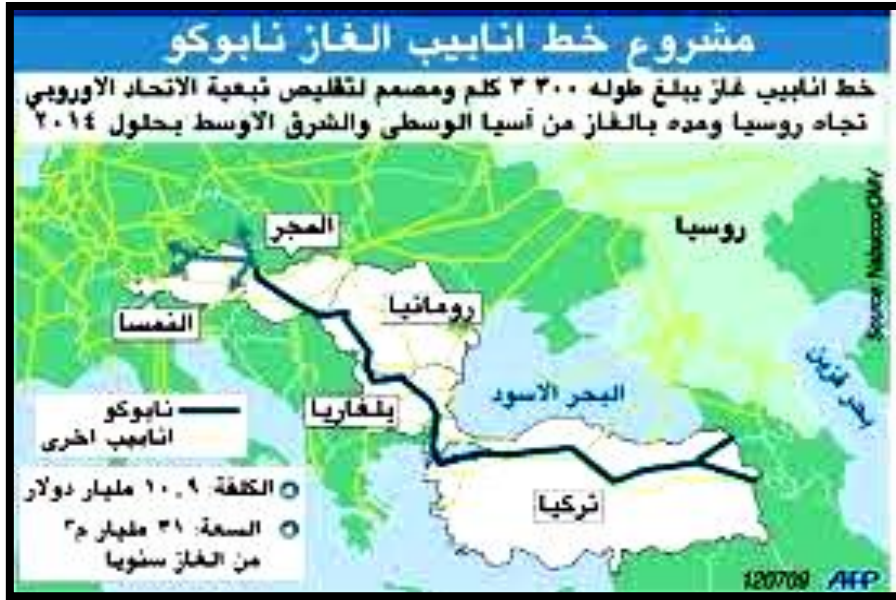 مشروع خط انابيب الغاز نابوكو
خط انابيب غاز يبلغ طوله ٣٣٠٠ كلم ومصمم لتقليص تبعية الاتحاد الاوروبي
تجاه روسيا ومده بالغاز من آسيا الوسطى والشرق الاوسط بحلول ٢٠١٤
Source: Nabucco/OMV
المجر
روسيا
النمسا
رومانيا
بحر قزوين
البحر الاسود
بلغاريا
تركيا
نابوكو
انابيب اخرى
الكلفة: ١٠,٩ مليار دولار
السعة: ٣١ مليار م٣
من الغاز سنويا
120709 AFP